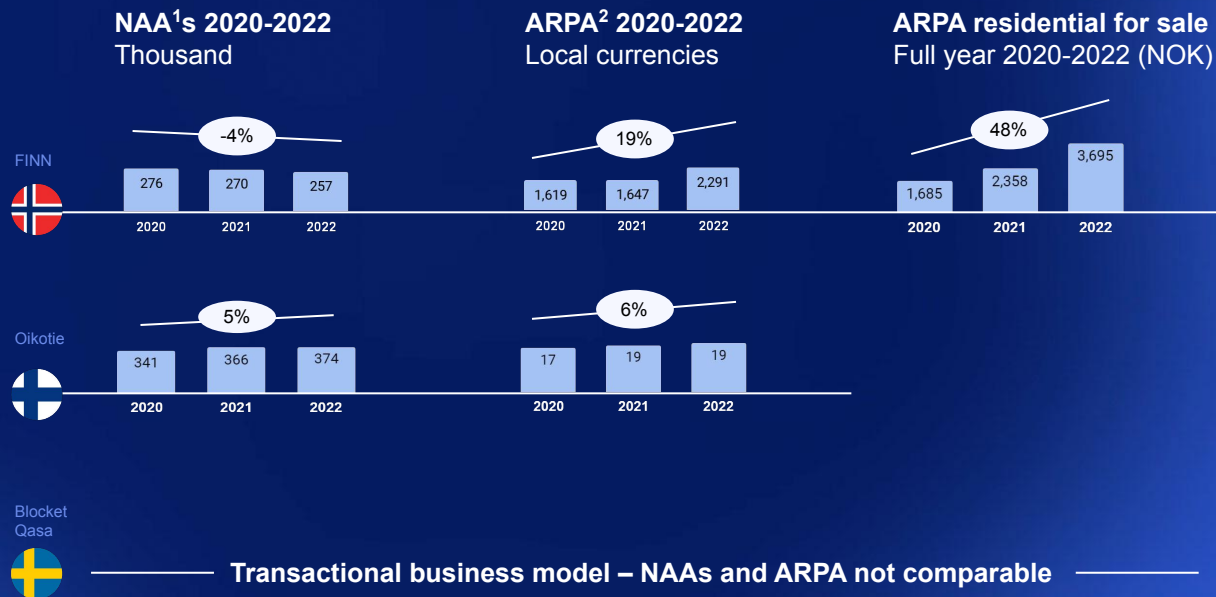 NAA¹s 2020-2022
Thousand
ARPA² 2020-2022
Local currencies
ARPA residential for sale
Full year 2020-2022 (NOK)
FINN
-4%
276 270 257
2020 2021 2022
19%
1,619 1,647 2,291
2020 2021 2022
48%
1,685 2,358 3,695
2020 2021 2022
Oikotie
5%
341 366 374
2020 2021 2022
6%
17 19 19
2020 2021 2022
Blocket
Qasa
Transactional business model – NAAs and ARPA not comparable